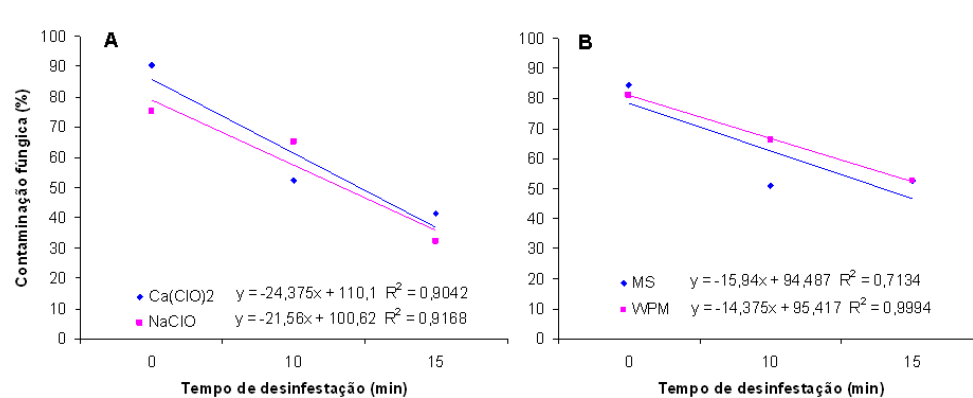 A
Contaminação fúngica (%)
100
90
80
70
60
50
40
30
20
10
0
Ca(ClO)2 y = -24,375x + 110,1 R² = 0,9042
NaClO y = -21,56x + 100,62 R² = 0,9168
0 10 15
Tempo de desinfestação (min)
B
100
90
80
70
60
50
40
30
20
10
0
MS y = -15,94x + 94,487 R² = 0,7134
WPM y = -14,375x + 95,417 R² = 0,9994
0 10 15
Tempo de desinfestação (min)